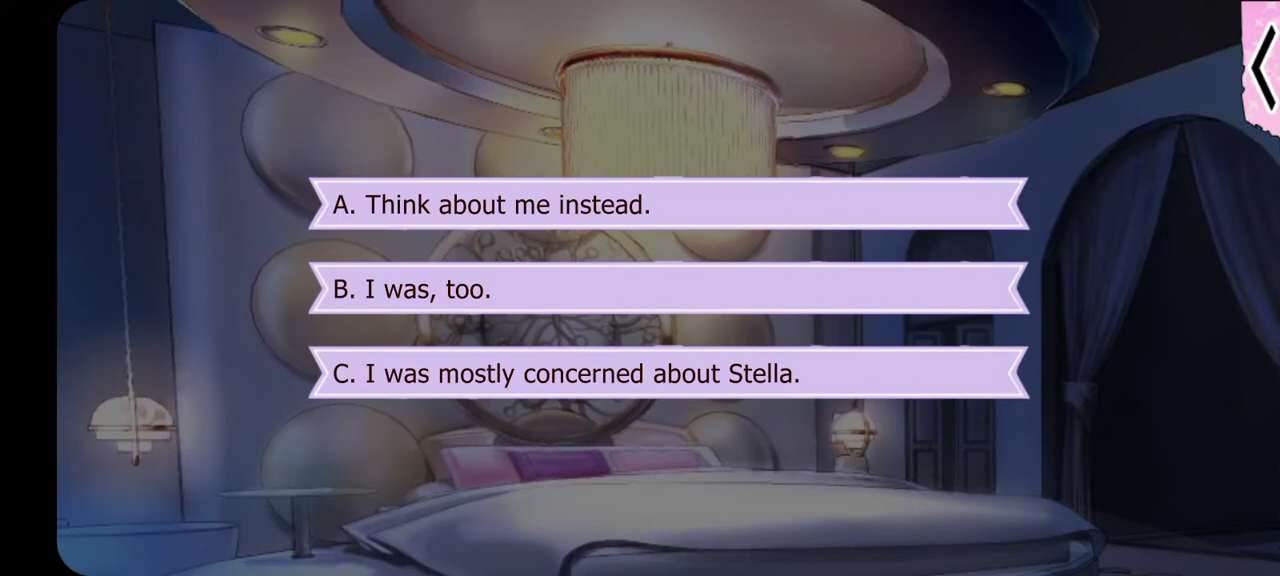 A. Think about me instead.
B. I was, too.
C. I was mostly concerned about Stella.